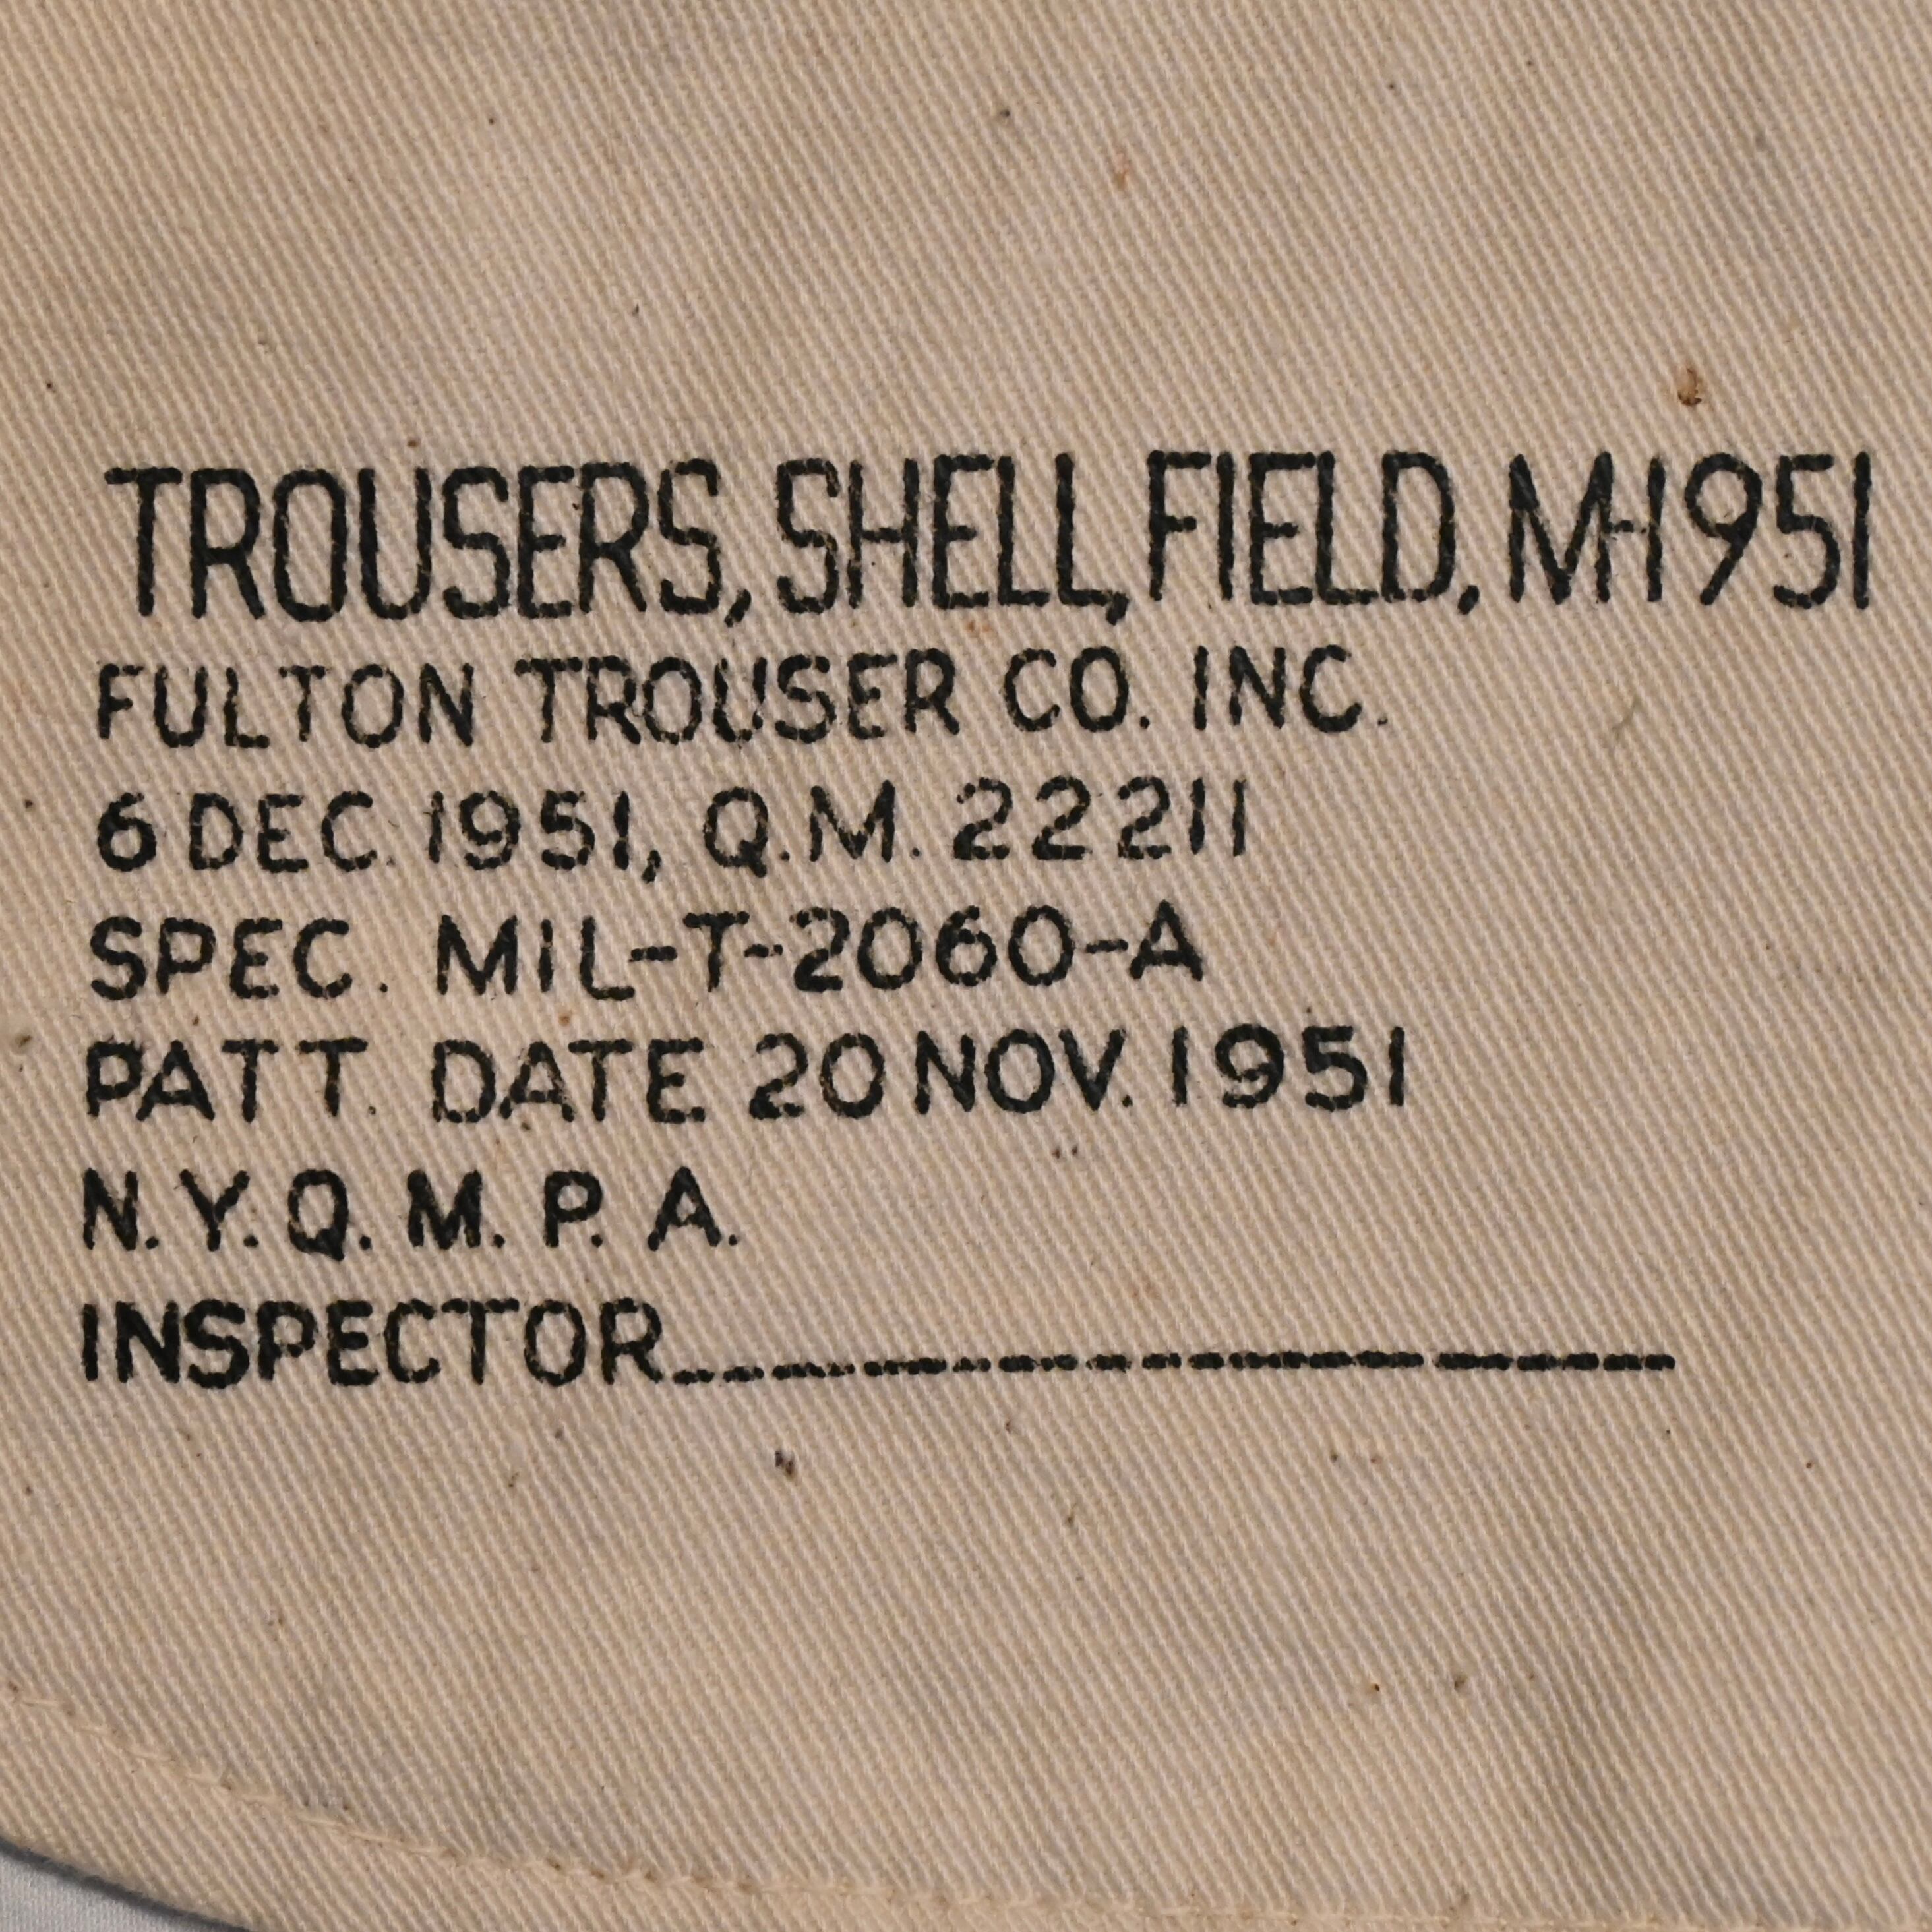 TROUSERS, SHELL, FIELD, M-1951
FULTON TROUSER CO. INC.
6 DEC. 1951, Q.M. 22211
SPEC. MIL-T-2060-A
PATT. DATE 20 NOV. 1951
N.Y.Q.M.P.A.
INSPECTOR